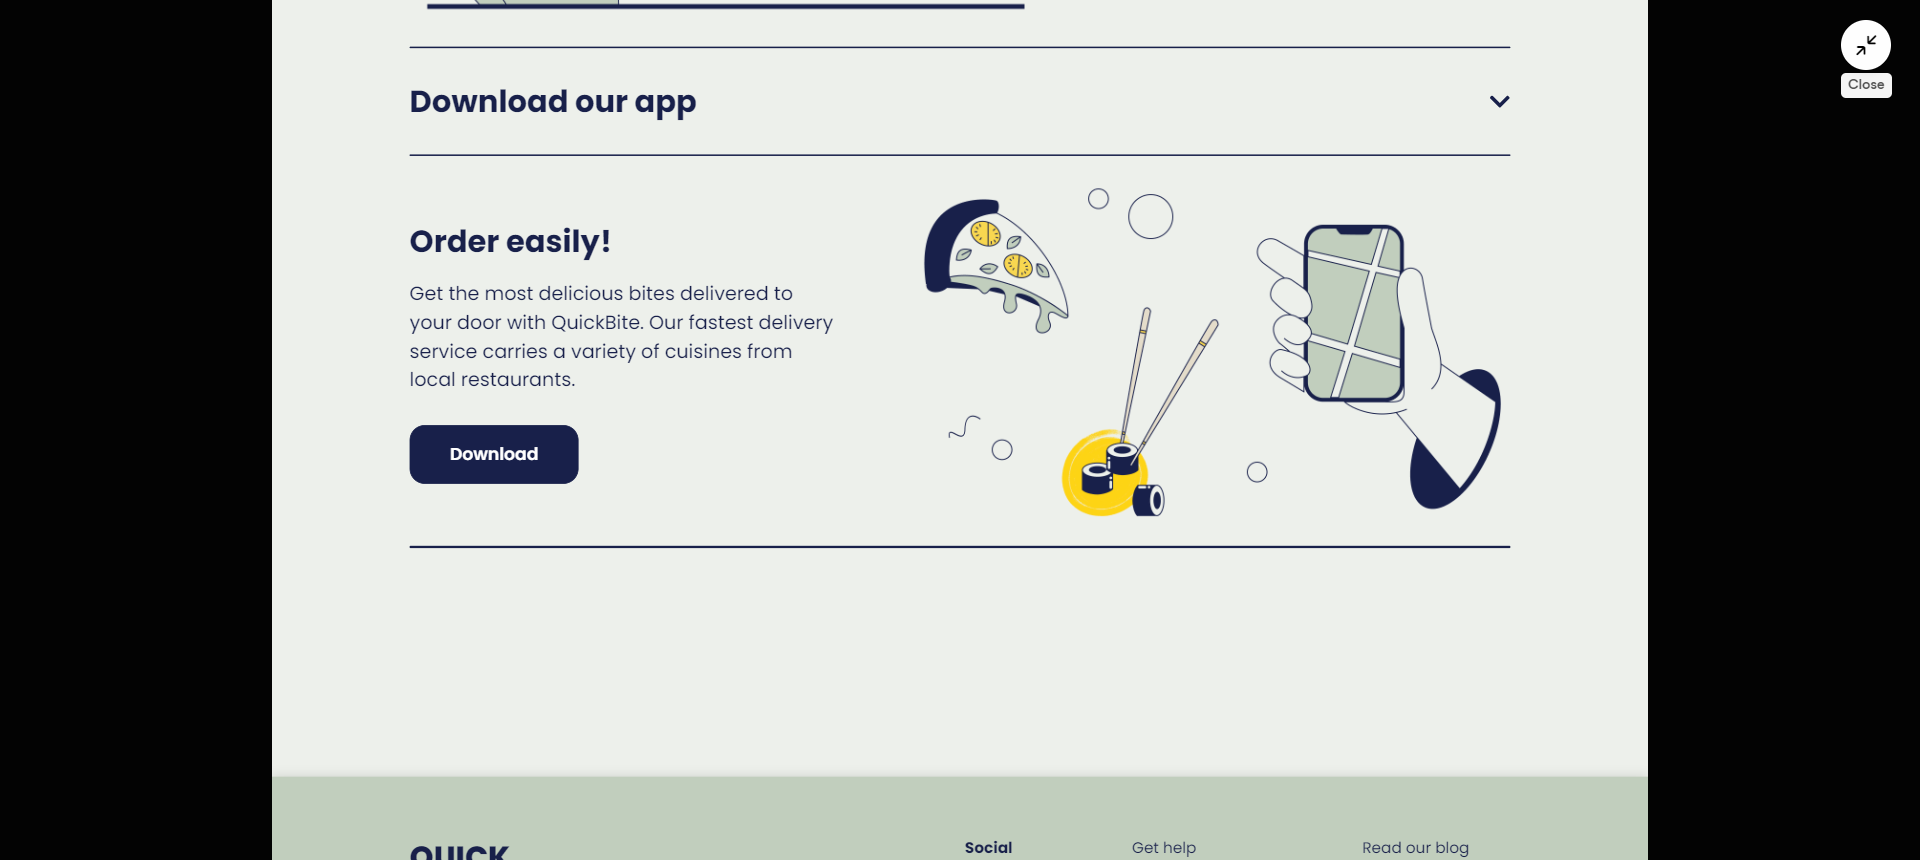 Close
Download our app
Order easily!
Get the most delicious bites delivered to
your door with QuickBite. Our fastest delivery
service carries a variety of cuisines from
local restaurants.
Download
QUICK
Social
Get help
Read our blog